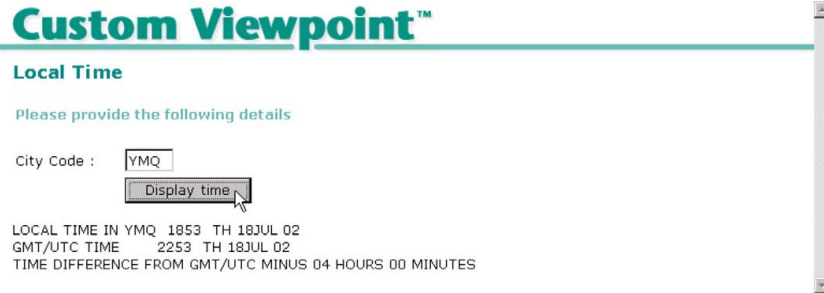 Custom Viewpoint™
Local Time
Please provide the following details
City Code : YMQ
Display time
LOCAL TIME IN YMQ 1853 TH 18JUL 02
GMT/UTC TIME 2253 TH 18JUL 02
TIME DIFFERENCE FROM GMT/UTC MINUS 04 HOURS 00 MINUTES